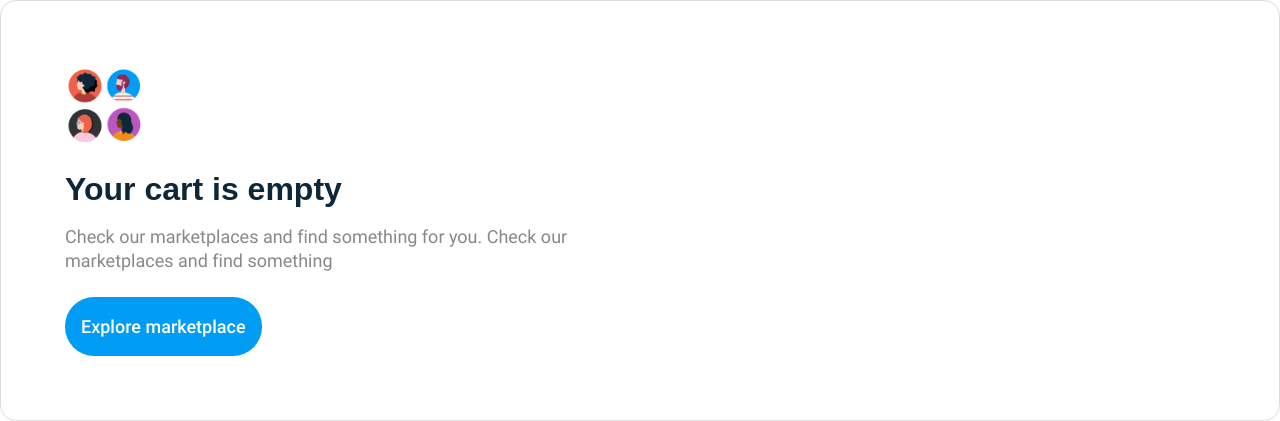 Your cart is empty
Check our marketplaces and find something for you. Check our
marketplaces and find something
Explore marketplace